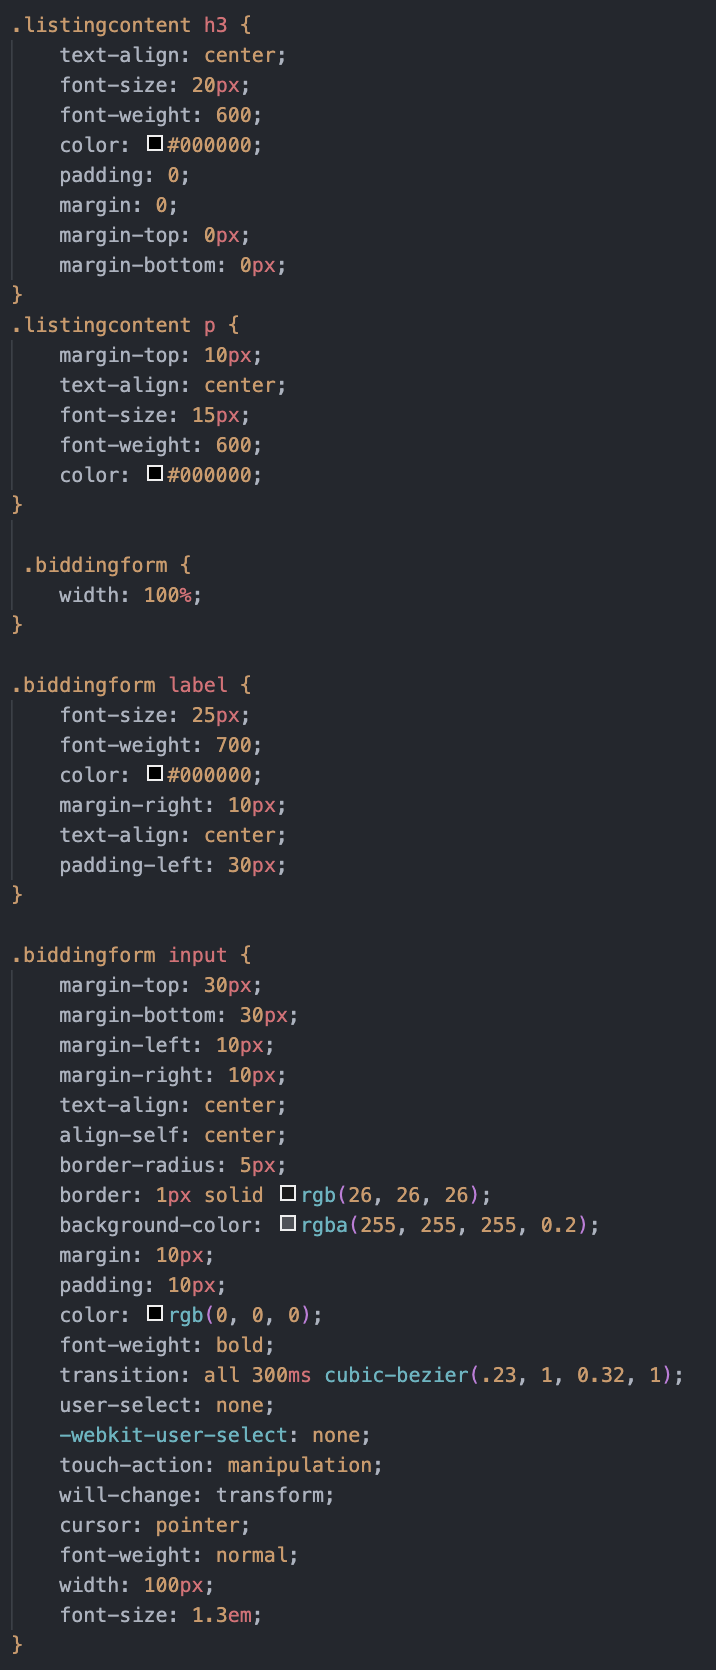 .listingcontent h3 {
    text-align: center;
    font-size: 20px;
    font-weight: 600;
    color: #000000;
    padding: 0;
    margin: 0;
    margin-top: 0px;
    margin-bottom: 0px;
}
.listingcontent p {
    margin-top: 10px;
    text-align: center;
    font-size: 15px;
    font-weight: 600;
    color: #000000;
}

 .biddingform {
    width: 100%;
}

.biddingform label {
    font-size: 25px;
    font-weight: 700;
    color: #000000;
    margin-right: 10px;
    text-align: center;
    padding-left: 30px;
}

.biddingform input {
    margin-top: 30px;
    margin-bottom: 30px;
    margin-left: 10px;
    margin-right: 10px;
    text-align: center;
    align-self: center;
    border-radius: 5px;
    border: 1px solid rgb(26, 26, 26);
    background-color: rgba(255, 255, 255, 0.2);
    margin: 10px;
    padding: 10px;
    color: rgb(0, 0, 0);
    font-weight: bold;
    transition: all 300ms cubic-bezier(.23, 1, 0.32, 1);
    user-select: none;
    -webkit-user-select: none;
    touch-action: manipulation;
    will-change: transform;
    cursor: pointer;
    font-weight: normal;
    width: 100px;
    font-size: 1.3em;
}